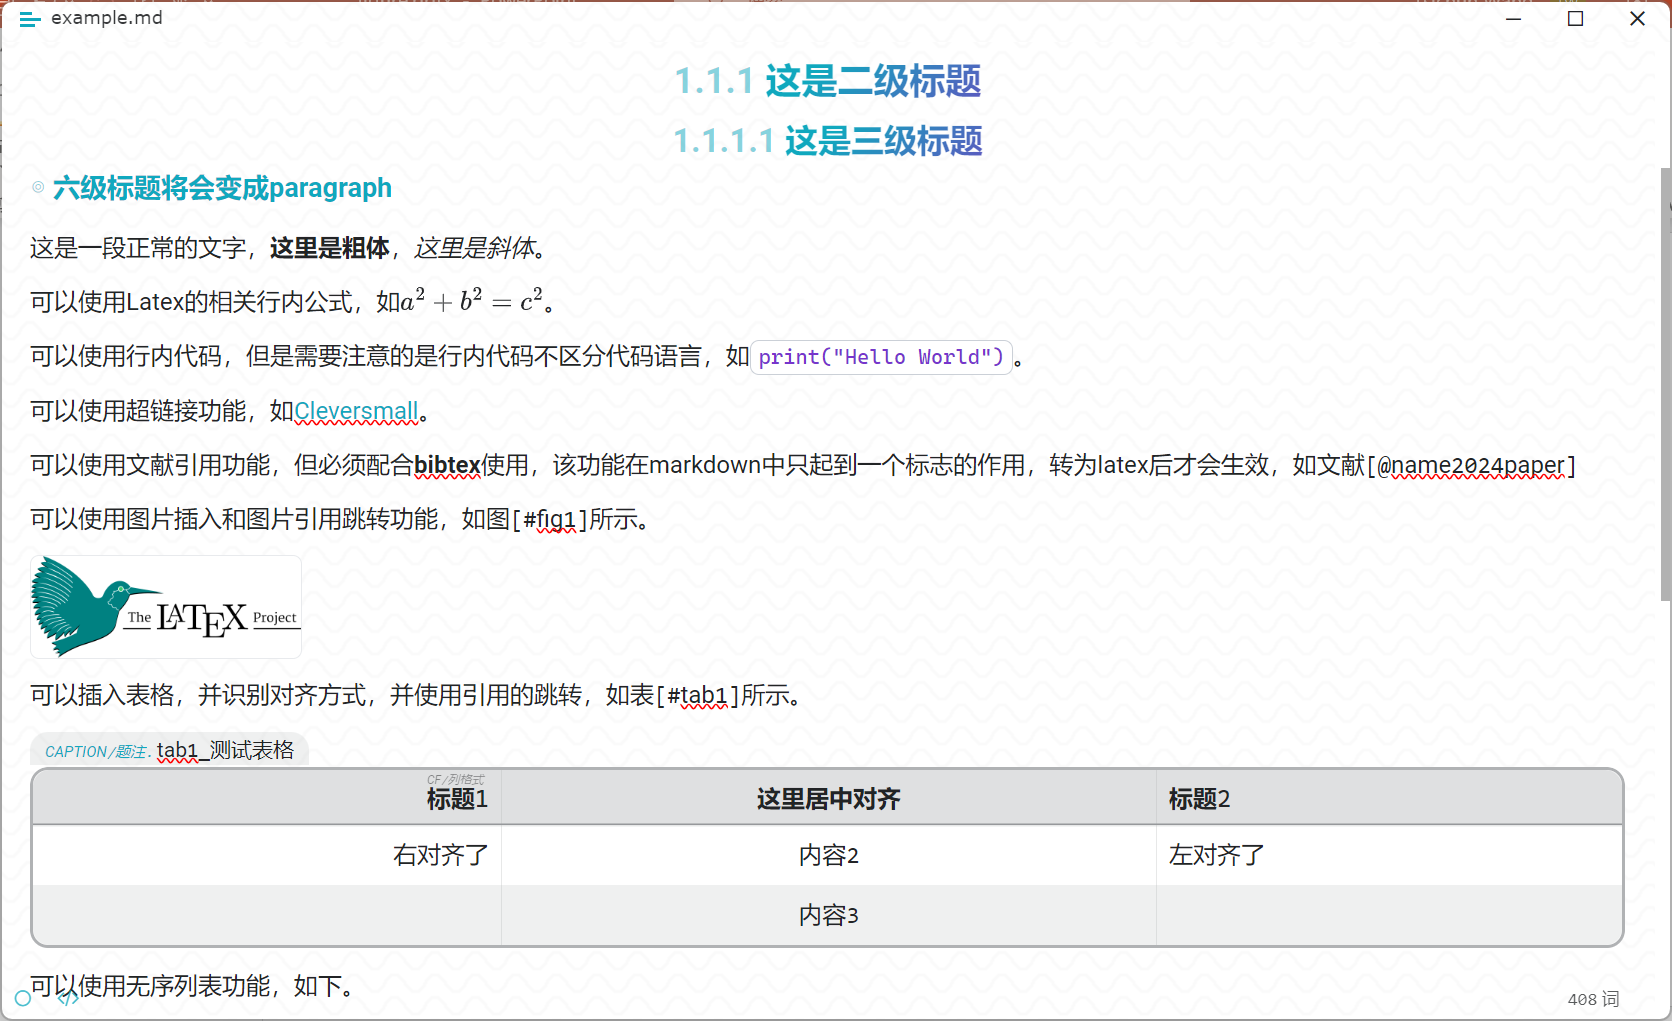 example.md
1.1.1 这是二级标题
1.1.1.1 这是三级标题
六级标题将会变成paragraph
这是一段正常的文字，这里是粗体，这里是斜体。
可以使用Latex的相关行内公式，如a² + b² = c²。
可以使用行内代码，但是需要注意的是行内代码不区分代码语言，如print("Hello World")。
可以使用超链接功能，如Cleversmall。
可以使用文献引用功能，但必须配合bibtex使用，该功能在markdown中只起到一个标志的作用，转为latex后才会生效，如文献[@name2024paper]
可以使用图片插入和图片引用跳转功能，如图[#fig1]所示。
The LATEX Project
可以插入表格，并识别对齐方式，并使用引用的跳转，如表[#tab1]所示。
CAPTION/题注. tab1_测试表格
CF/列格式
标题1 这里居中对齐 标题2
右对齐了 内容2 左对齐了
内容3
可以使用无序列表功能，如下。
</> 408 词